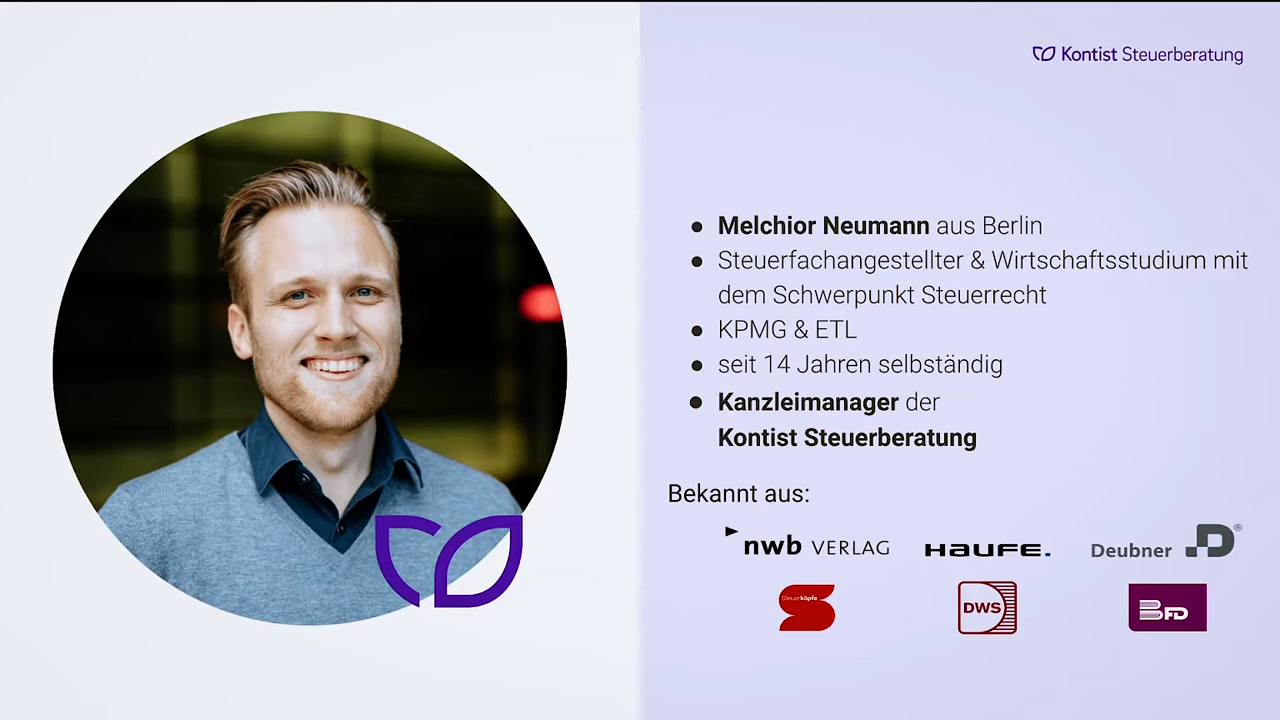 Kontist Steuerberatung
● Melchior Neumann aus Berlin
● Steuerfachangestellter & Wirtschaftsstudium mit
dem Schwerpunkt Steuerrecht
● KPMG & ETL
● seit 14 Jahren selbständig
● Kanzleimanager der
Kontist Steuerberatung
Bekannt aus:
nwb VERLAG
HAUFE.
Deubner D®
Steuerköpfe
DWS
BFD